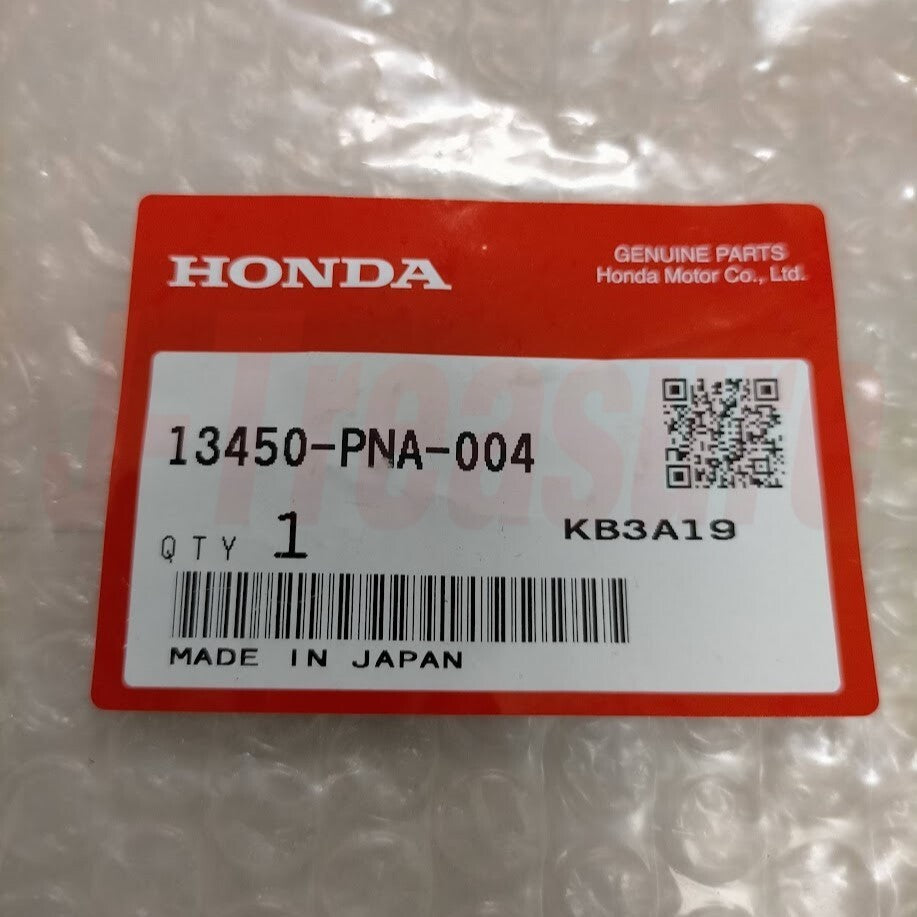 HONDA
GENUINE PARTS
Honda Motor Co., Ltd.
13450-PNA-004
QTY 1
KB3A19
MADE IN JAPAN